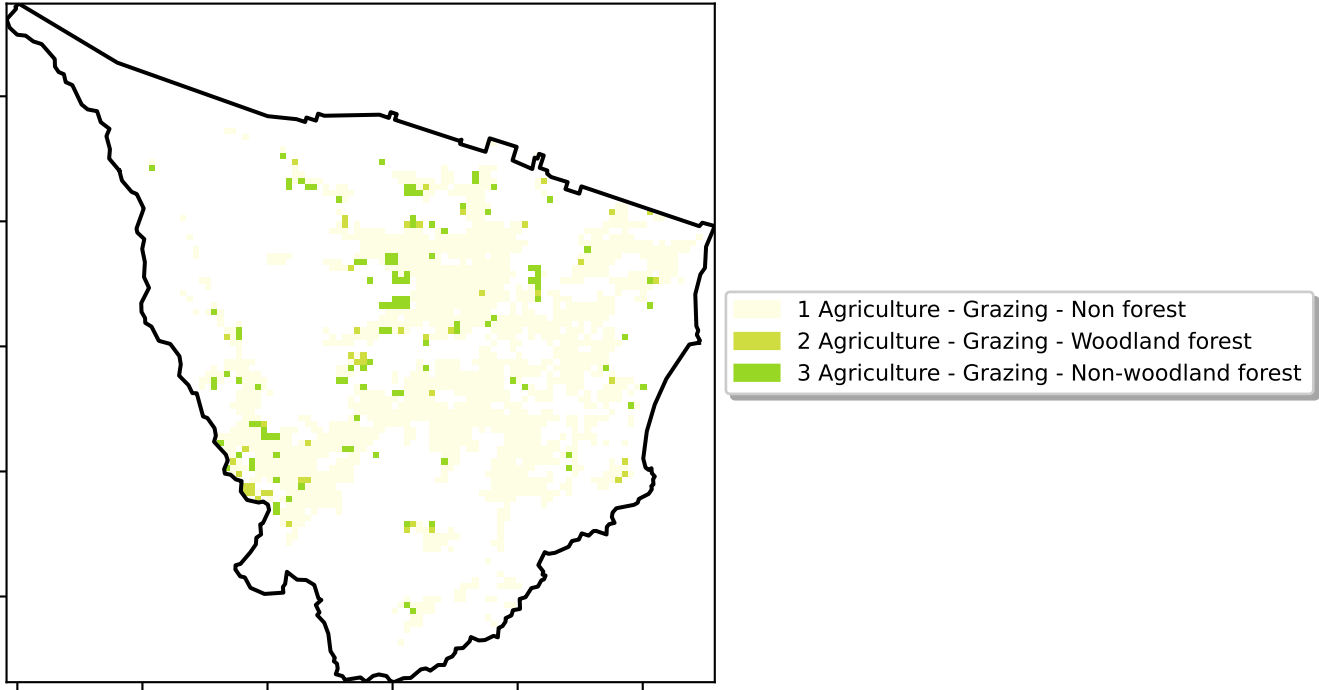 1 Agriculture - Grazing - Non forest
2 Agriculture - Grazing - Woodland forest
3 Agriculture - Grazing - Non-woodland forest